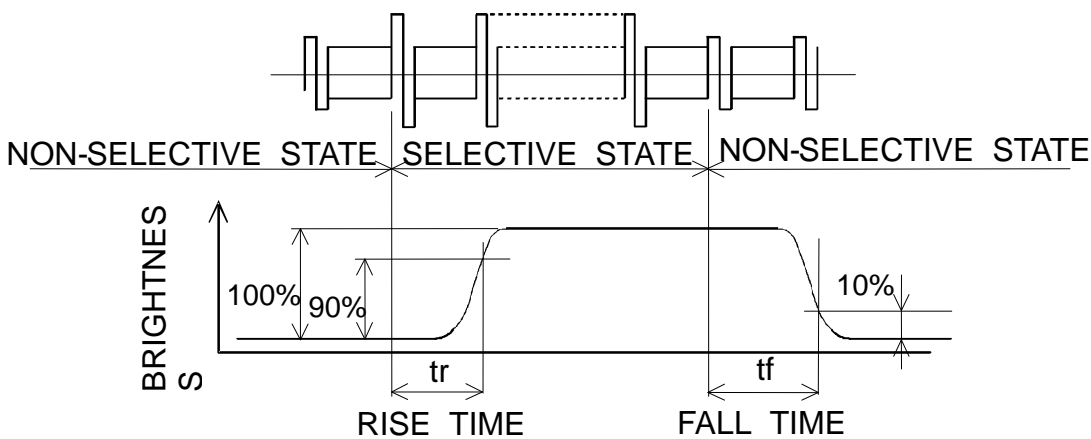 NON-SELECTIVE STATE SELECTIVE STATE NON-SELECTIVE STATE
BRIGHTNES
S
100%
90%
10%
tr
tf
RISE TIME
FALL TIME